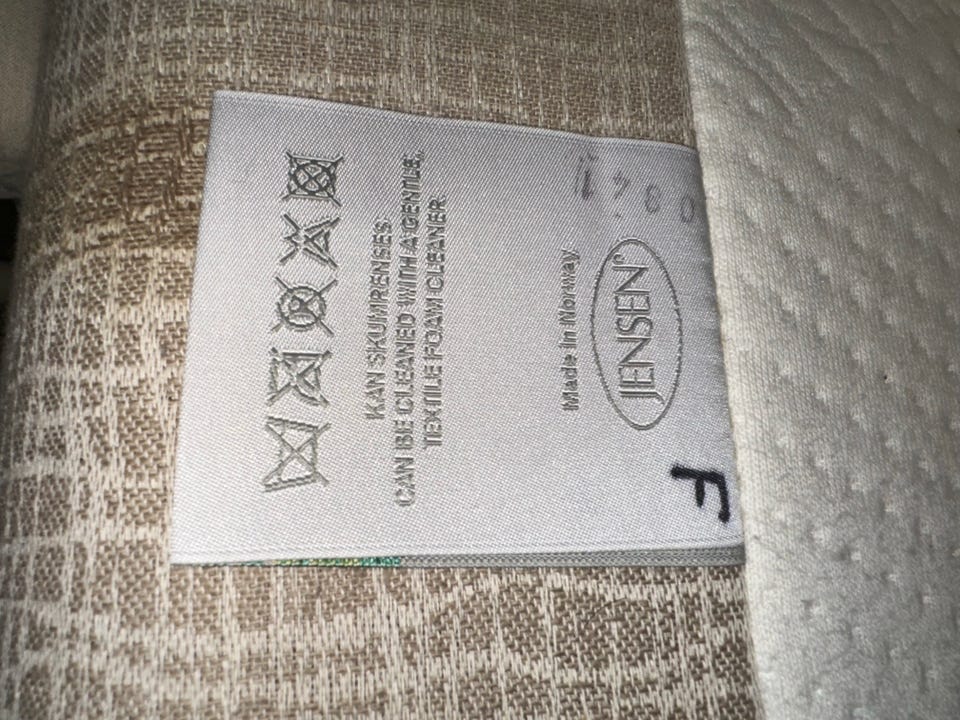 KAN SKUMRENSES.
CAN BE CLEANED WITH A GENTLE,
TEXTILE FOAM CLEANER.
Made in Norway
JENSEN®
F